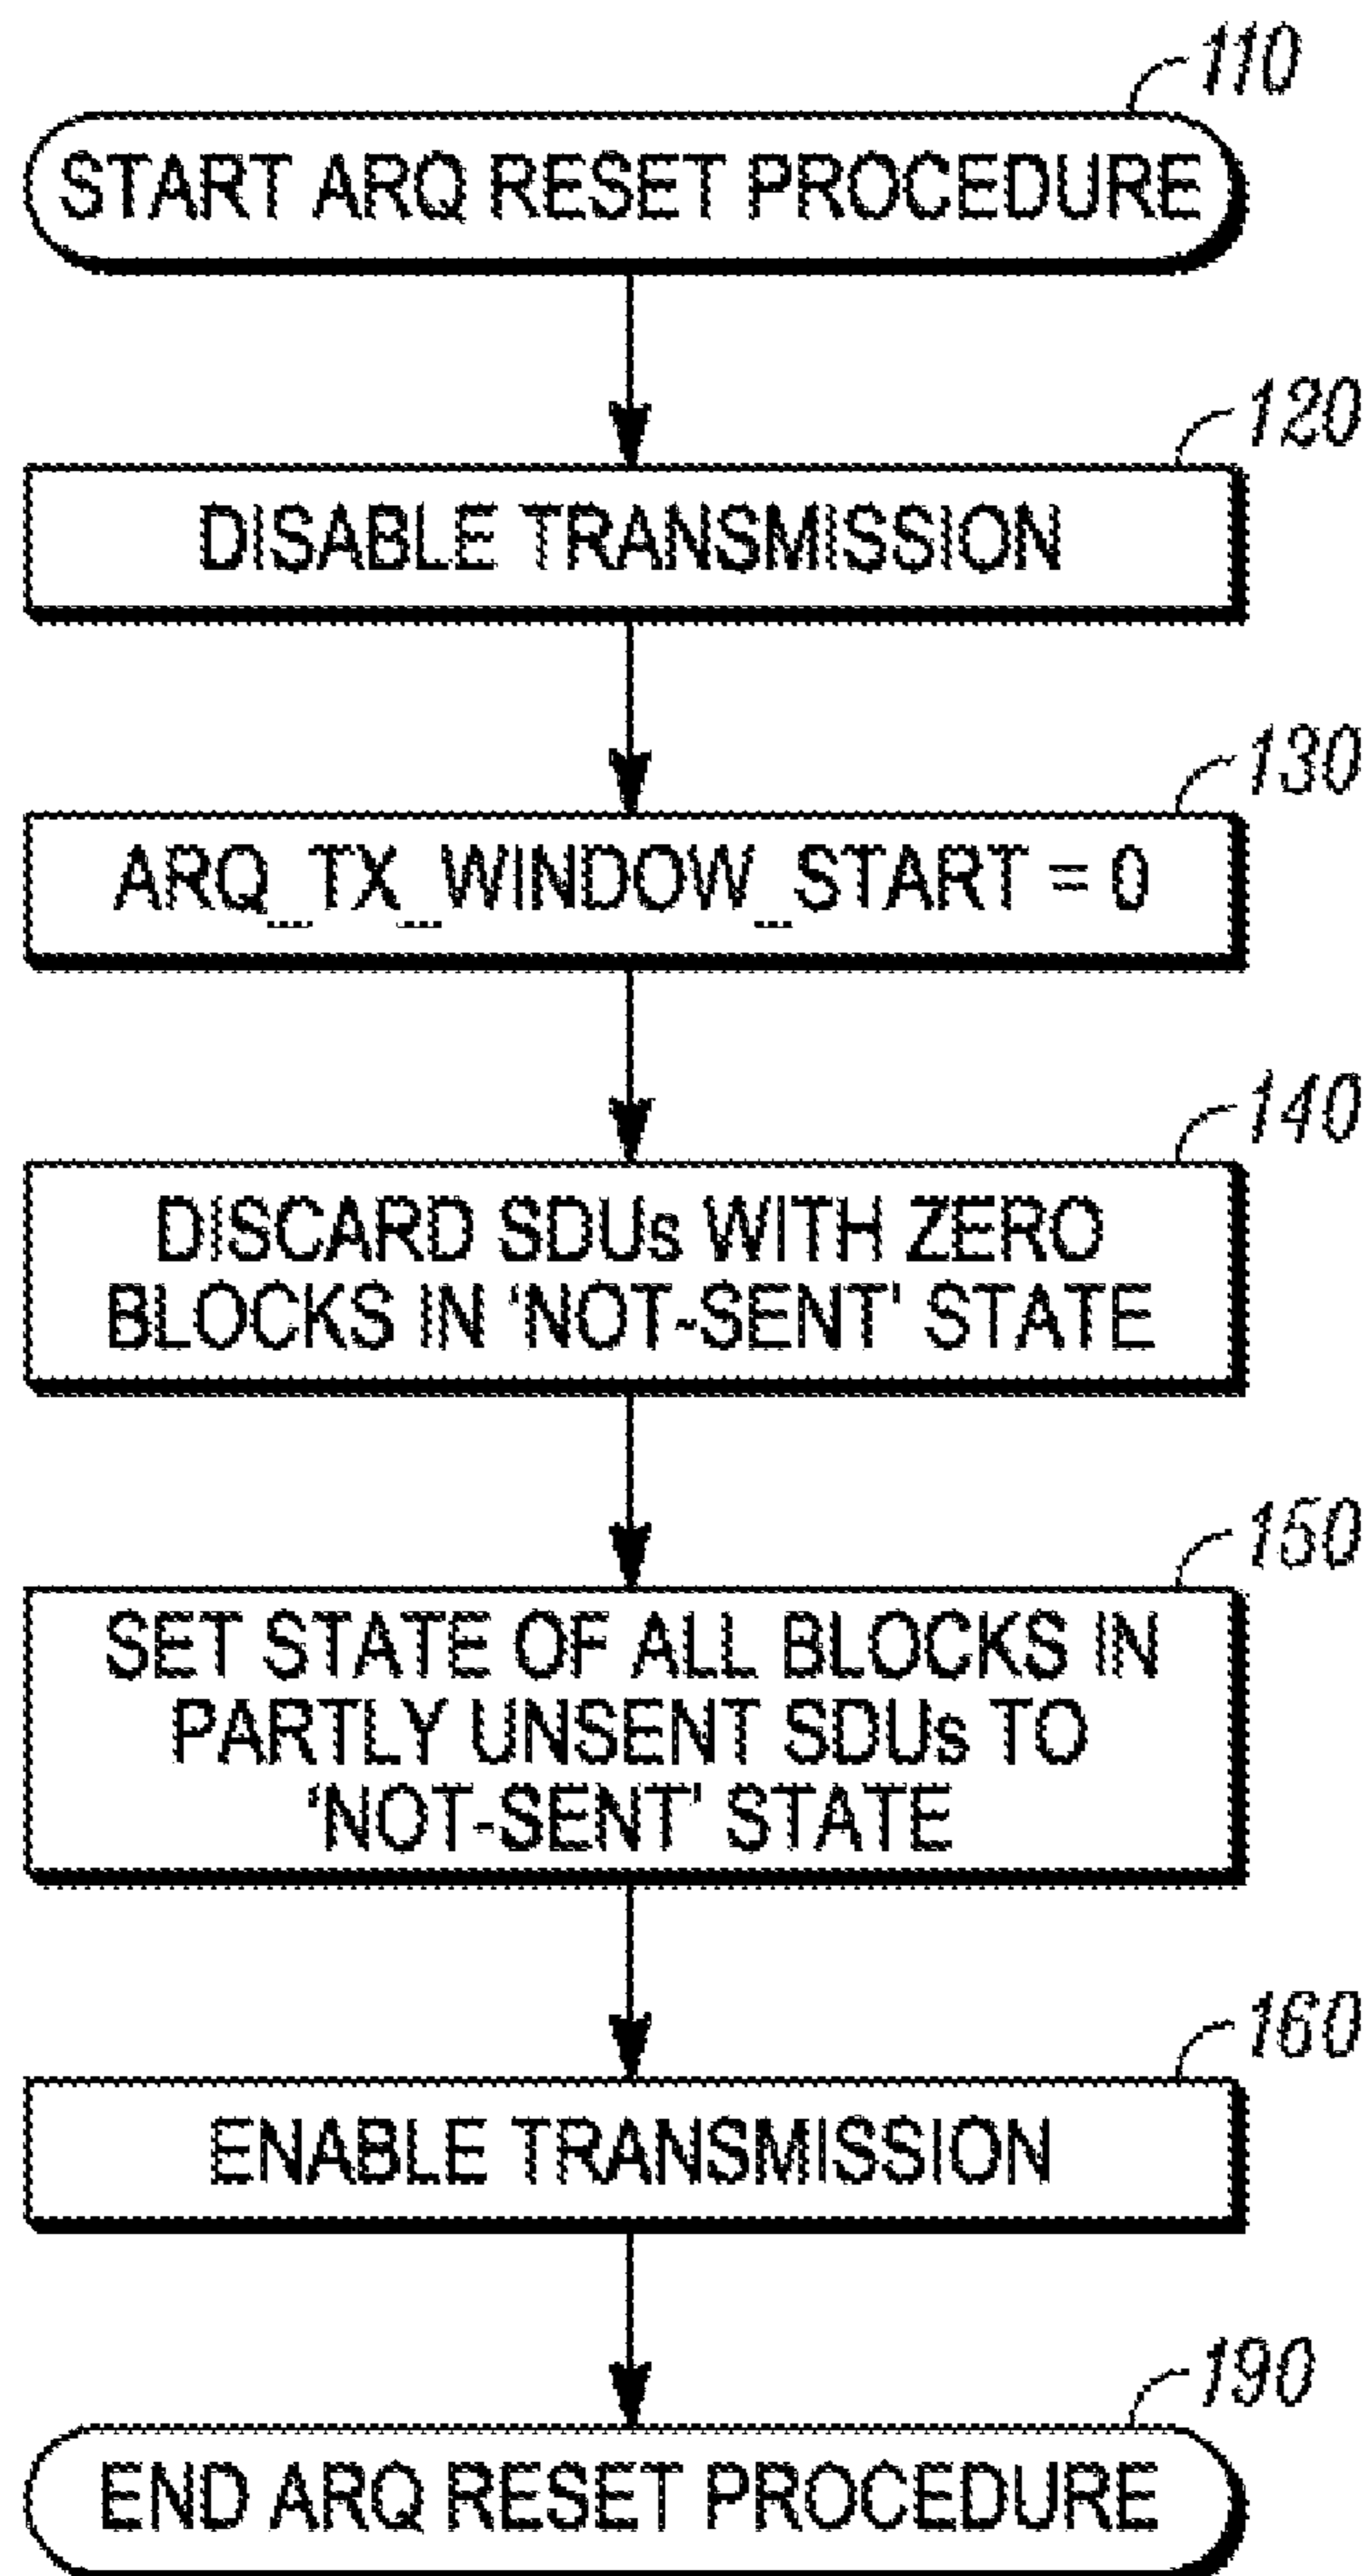 110
START ARQ RESET PROCEDURE
120
DISABLE TRANSMISSION
130
ARQ_TX_WINDOW_START = 0
140
DISCARD SDUs WITH ZERO
BLOCKS IN ‘NOT-SENT’ STATE
150
SET STATE OF ALL BLOCKS IN
PARTLY UNSENT SDUs TO
‘NOT-SENT’ STATE
160
ENABLE TRANSMISSION
190
END ARQ RESET PROCEDURE